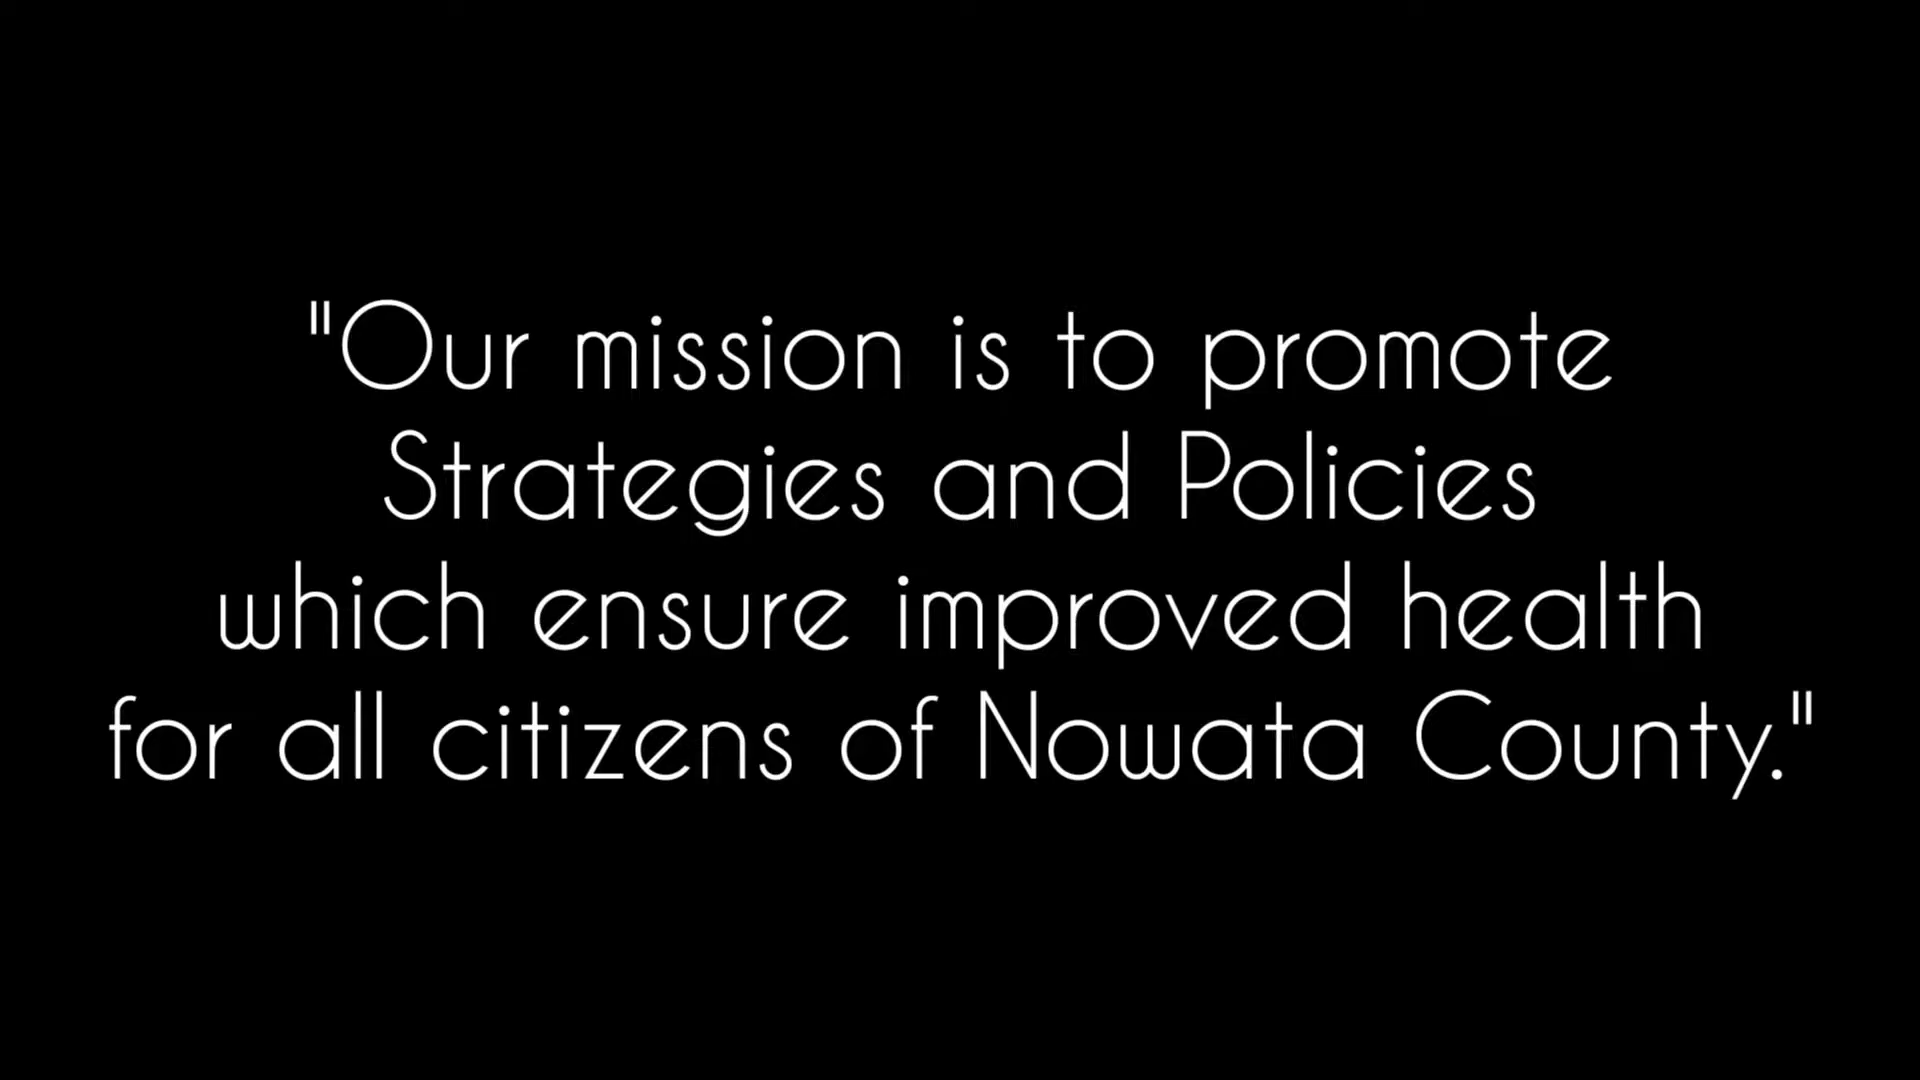 "Our mission is to promote
Strategies and Policies
which ensure improved health
for all citizens of Nowata County."